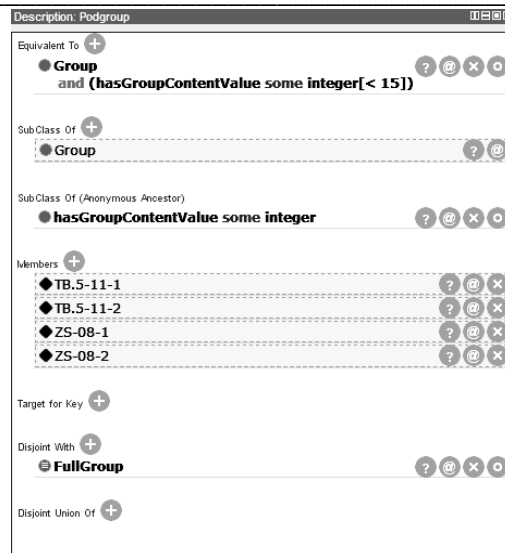 Description: Podgroup
Equivalent To
Group
and (hasGroupContentValue some integer[< 15])
SubClass Of
Group
SubClass Of (Anonymous Ancestor)
hasGroupContentValue some integer
Members
TB.5-11-1
TB.5-11-2
ZS-08-1
ZS-08-2
Target for Key
Disjoint With
FullGroup
Disjoint Union Of